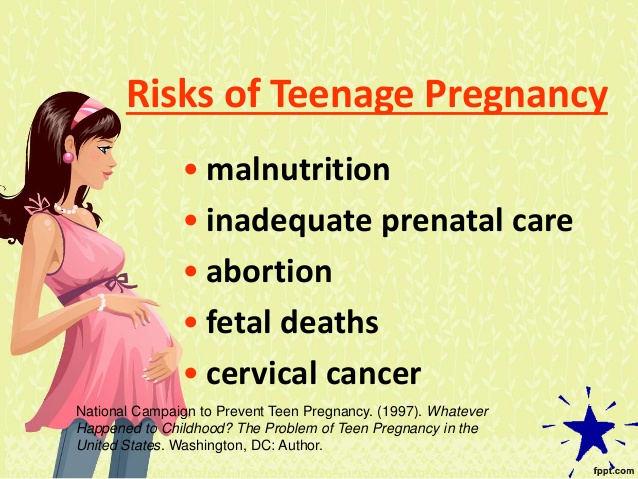 Risks of Teenage Pregnancy
• malnutrition
• inadequate prenatal care
• abortion
• fetal deaths
• cervical cancer
National Campaign to Prevent Teen Pregnancy. (1997). Whatever
Happened to Childhood? The Problem of Teen Pregnancy in the
United States. Washington, DC: Author.
fppt.com